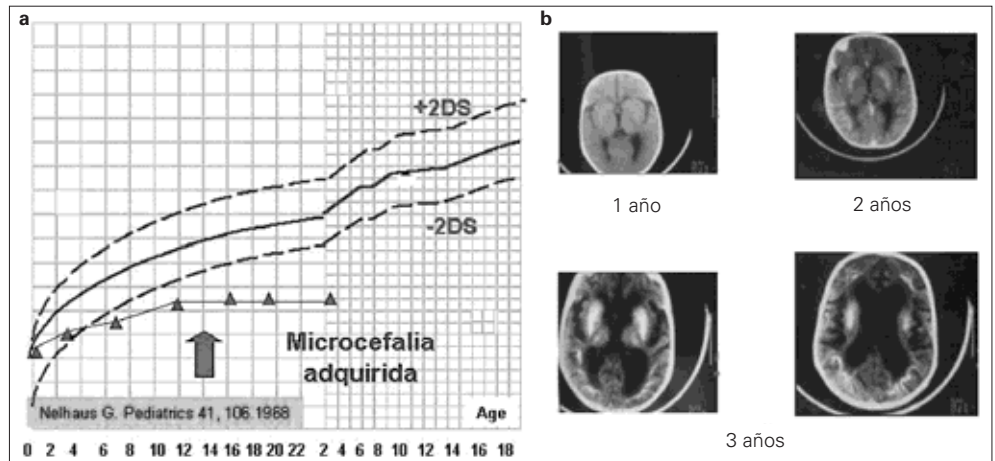 a
+2DS
-2DS
Microcefalia
adquirida
Nelhaus G. Pediatrics 41, 106 1968
Age
0 2 4 6 8 10 12 14 16 18 20 22 2 4 6 8 10 12 14 16 18
b
1 año
2 años
3 años